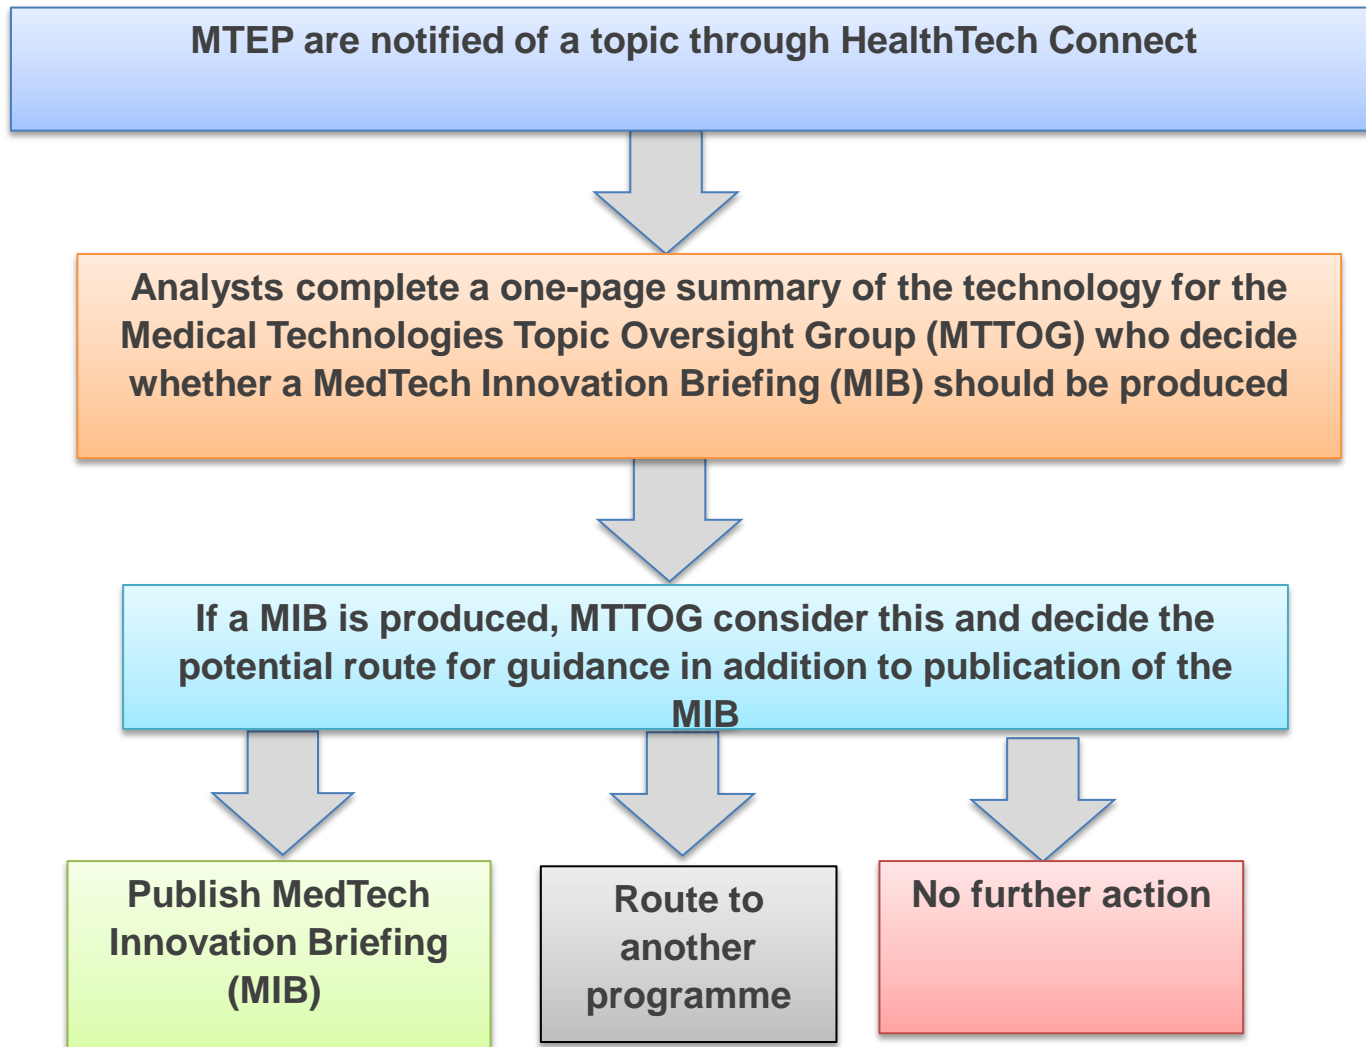 MTEP are notified of a topic through HealthTech Connect
Analysts complete a one-page summary of the technology for the
Medical Technologies Topic Oversight Group (MTTOG) who decide
whether a MedTech Innovation Briefing (MIB) should be produced
If a MIB is produced, MTTOG consider this and decide the
potential route for guidance in addition to publication of the
MIB
Publish MedTech
Innovation Briefing
(MIB)
Route to
another
programme
No further action